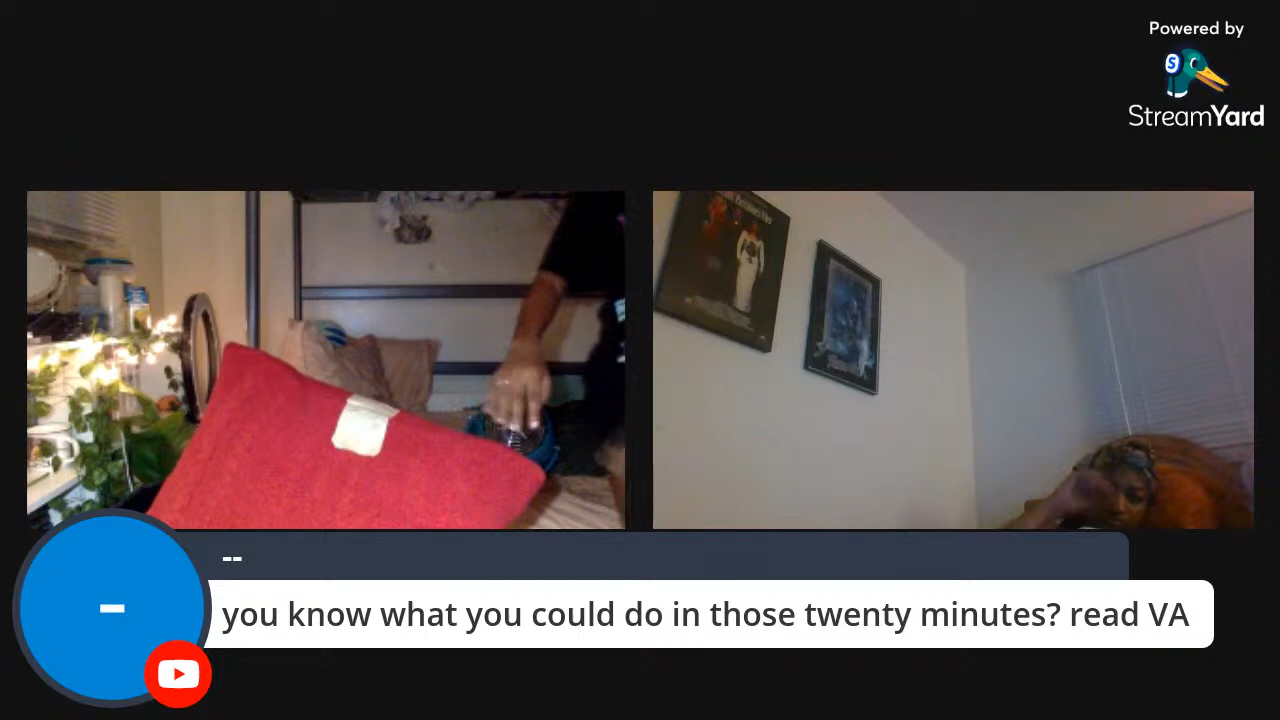 Powered by
StreamYard
--
-
you know what you could do in those twenty minutes? read VA